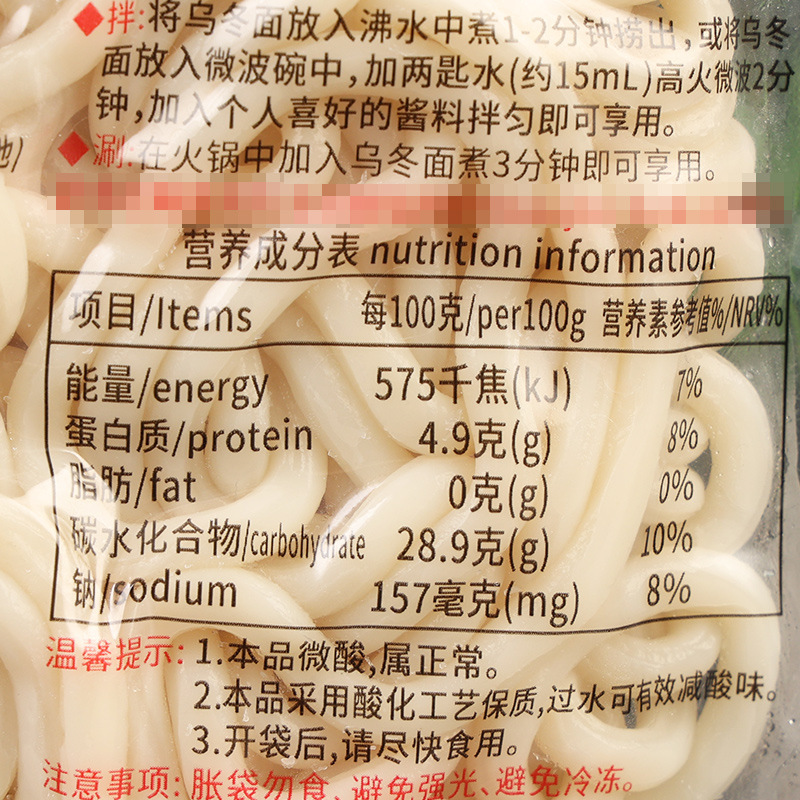 ◆拌:将乌冬面放入沸水中煮1-2分钟捞出,或将乌冬
面放入微波碗中,加两匙水(约15mL)高火微波2分
钟,加入个人喜好的酱料拌匀即可享用。
◆涮:在火锅中加入乌冬面煮3分钟即可享用。
营养成分表 nutrition information
项目/Items 每100克/per100g 营养素参考值%/NRV%
能量/energy 575千焦(kJ) 7%
蛋白质/protein 4.9克(g) 8%
脂肪/fat 0克(g) 0%
碳水化合物/carbohydrate 28.9克(g) 10%
钠/sodium 157毫克(mg) 8%
温馨提示: 1.本品微酸,属正常。
2.本品采用酸化工艺保质,过水可有效减酸味。
3.开袋后,请尽快食用。
注意事项: 胀袋勿食、避免强光、避免冷冻。